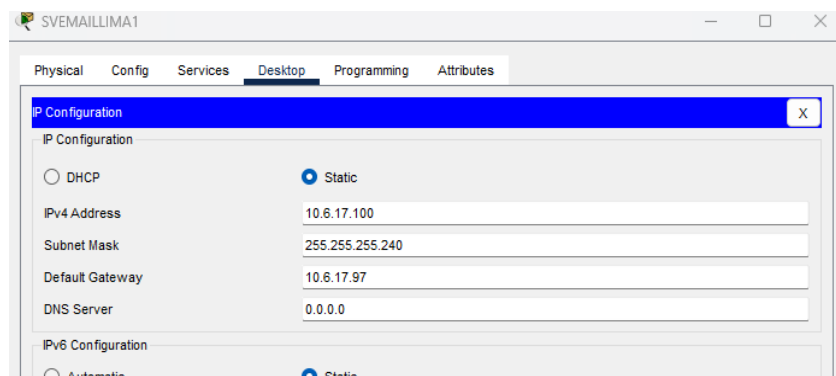 SVEMAILLIMA1
Physical Config Services Desktop Programming Attributes
IP Configuration X
IP Configuration
DHCP Static
IPv4 Address 10.6.17.100
Subnet Mask 255.255.255.240
Default Gateway 10.6.17.97
DNS Server 0.0.0.0
IPv6 Configuration
Automatic Static